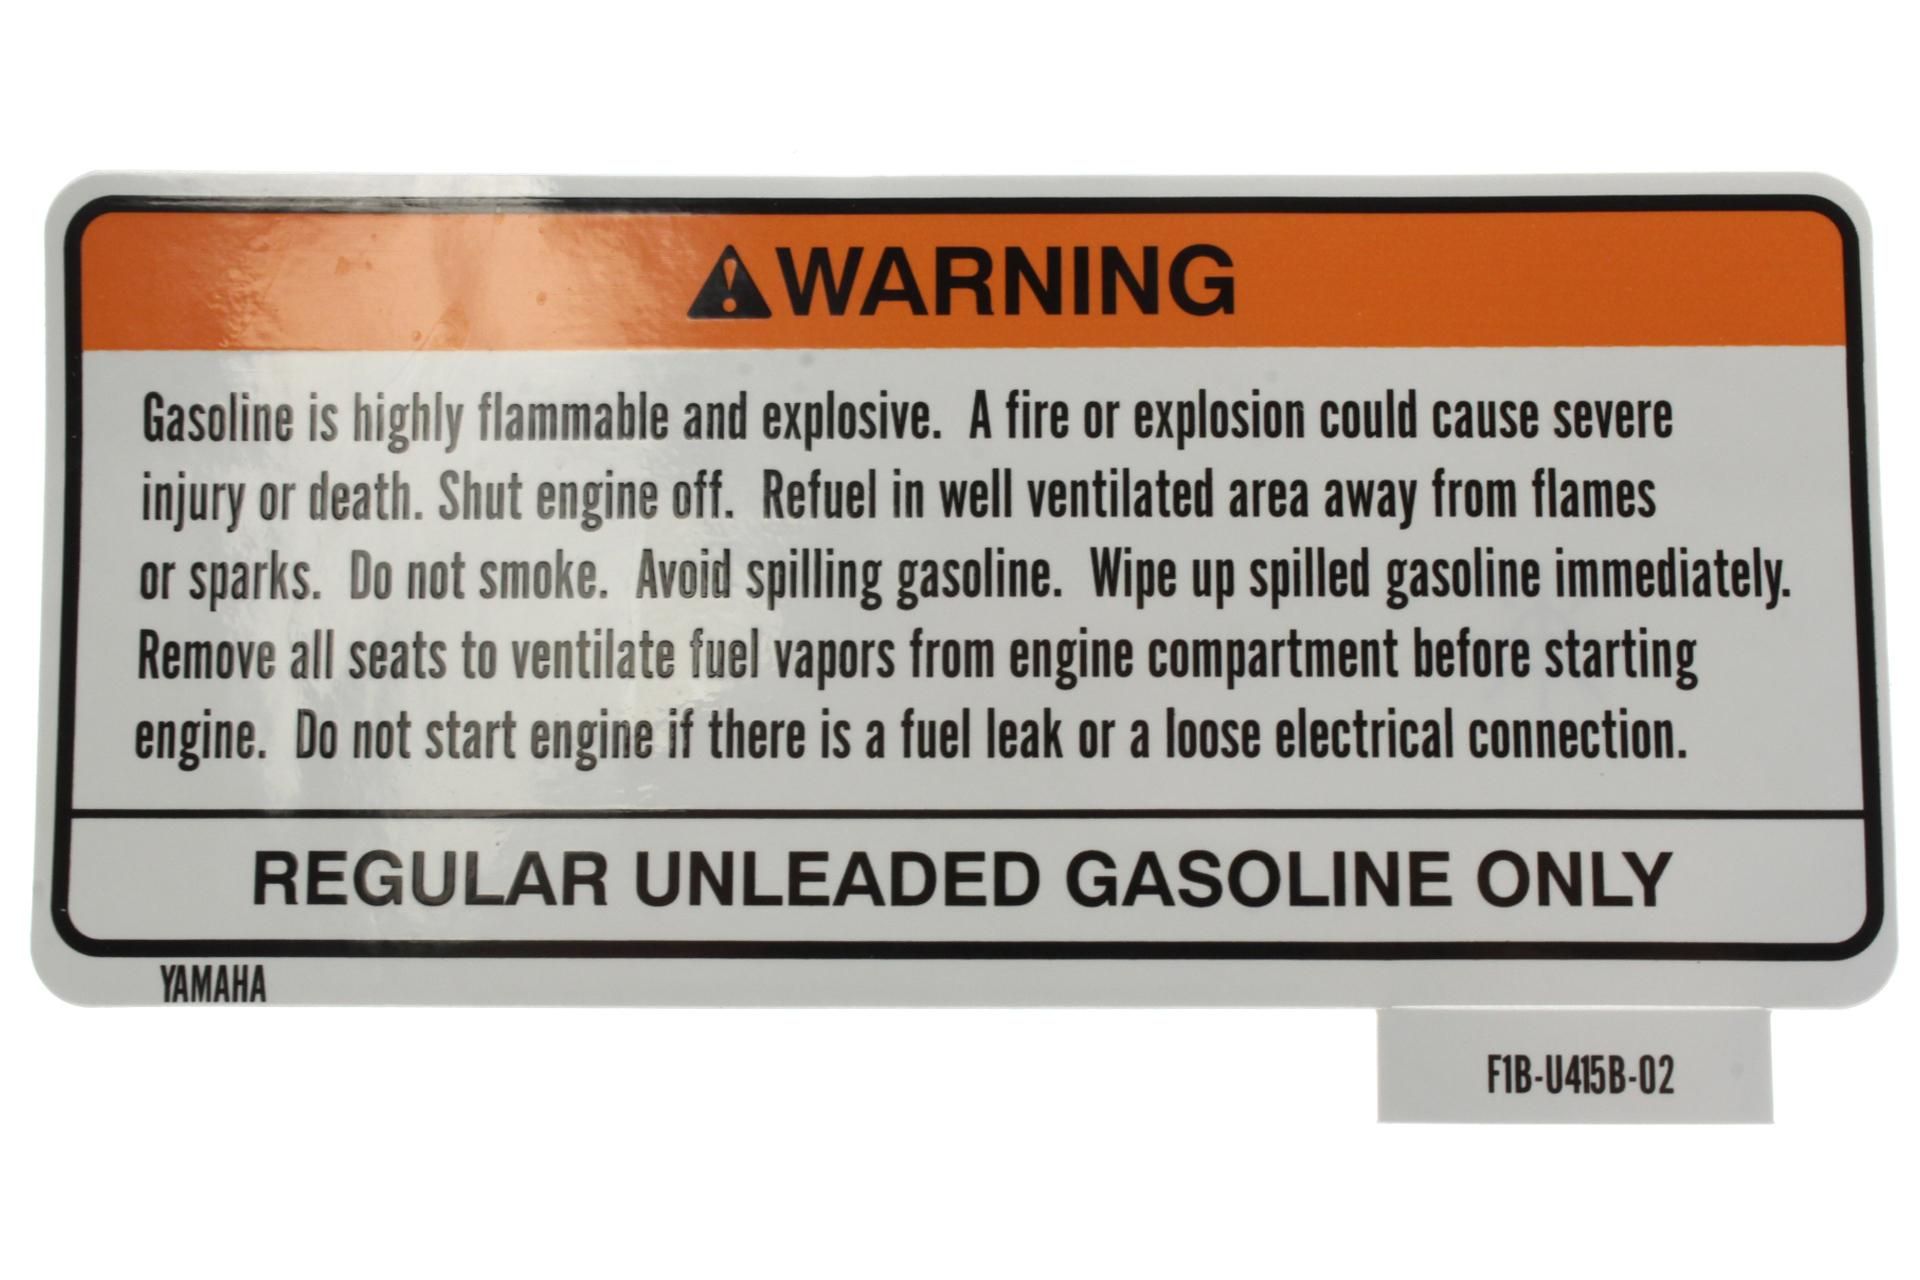 WARNING
Gasoline is highly flammable and explosive. A fire or explosion could cause severe
injury or death. Shut engine off. Refuel in well ventilated area away from flames
or sparks. Do not smoke. Avoid spilling gasoline. Wipe up spilled gasoline immediately.
Remove all seats to ventilate fuel vapors from engine compartment before starting
engine. Do not start engine if there is a fuel leak or a loose electrical connection.
REGULAR UNLEADED GASOLINE ONLY
YAMAHA
F1B-U415B-02